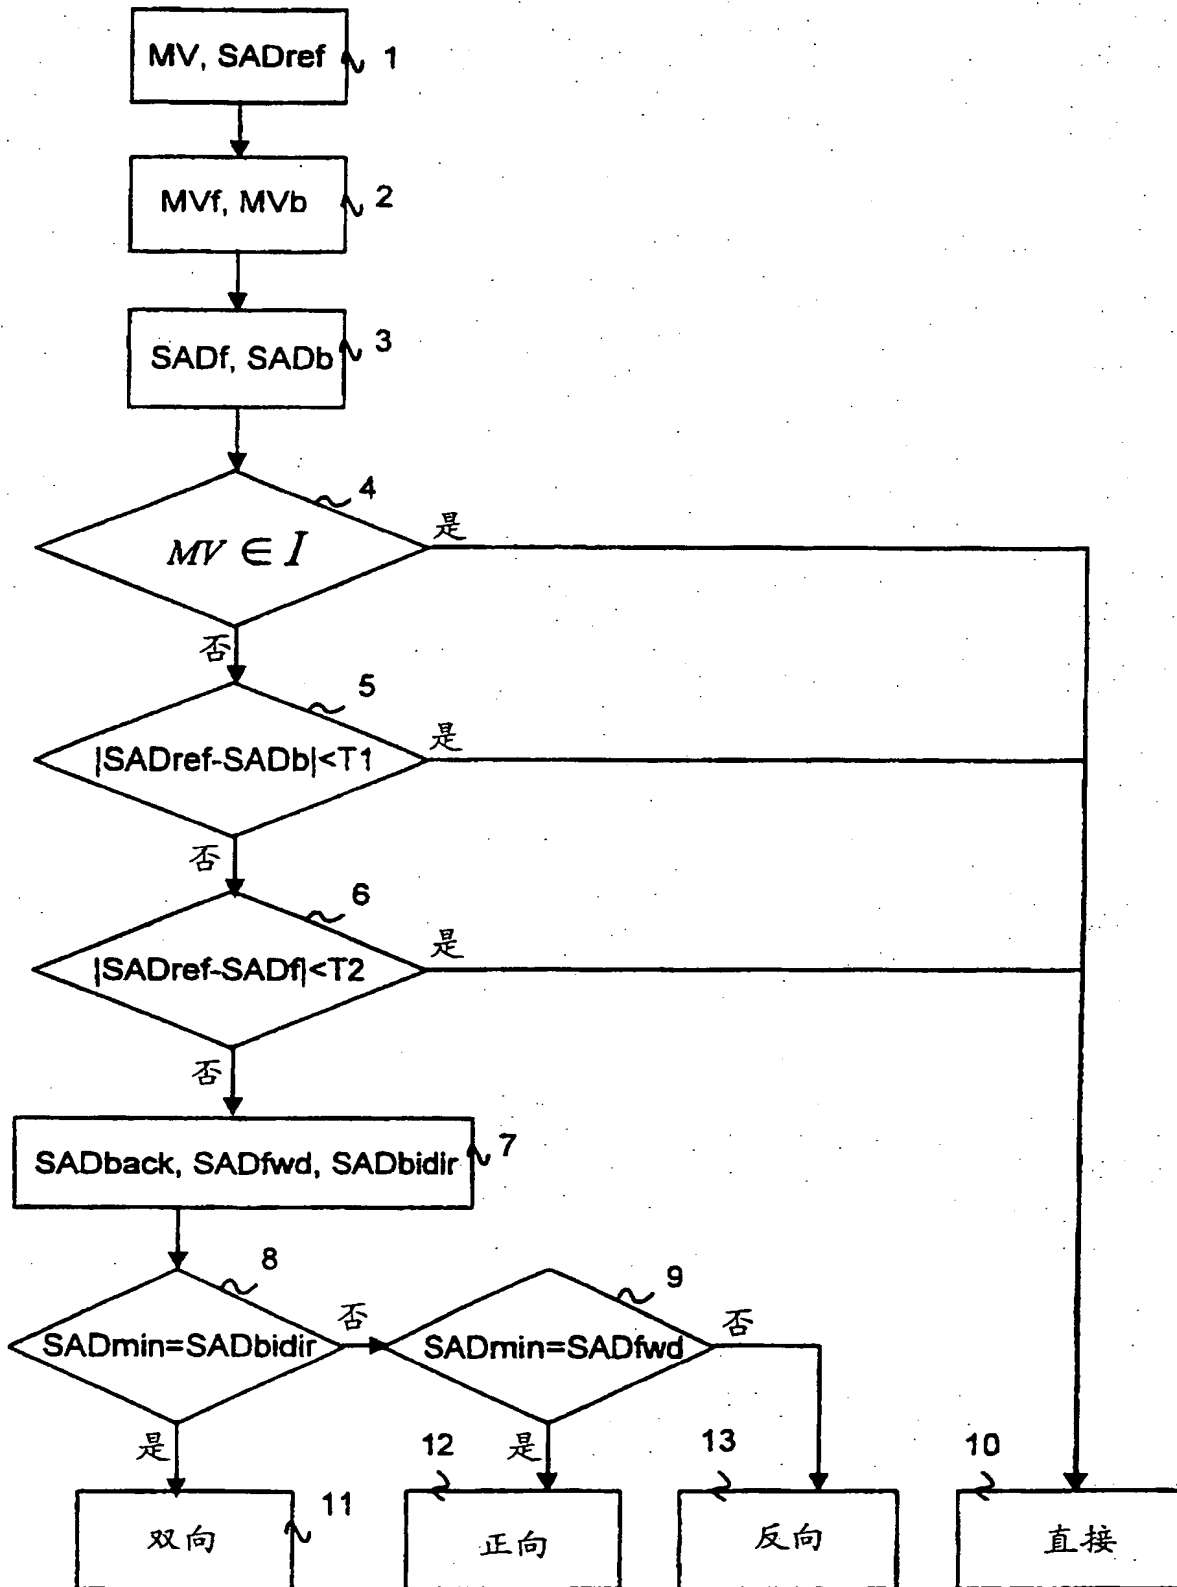 MV, SADref
1
MVf, MVb
2
SADf, SADb
3
4
MV ∈ I
是
否
5
|SADref-SADb|<T1
是
否
6
|SADref-SADf|<T2
是
否
SADback, SADfwd, SADbidir
7
8
SADmin=SADbidir
否
9
SADmin=SADfwd
否
是
是
11
双向
12
正向
13
反向
10
直接